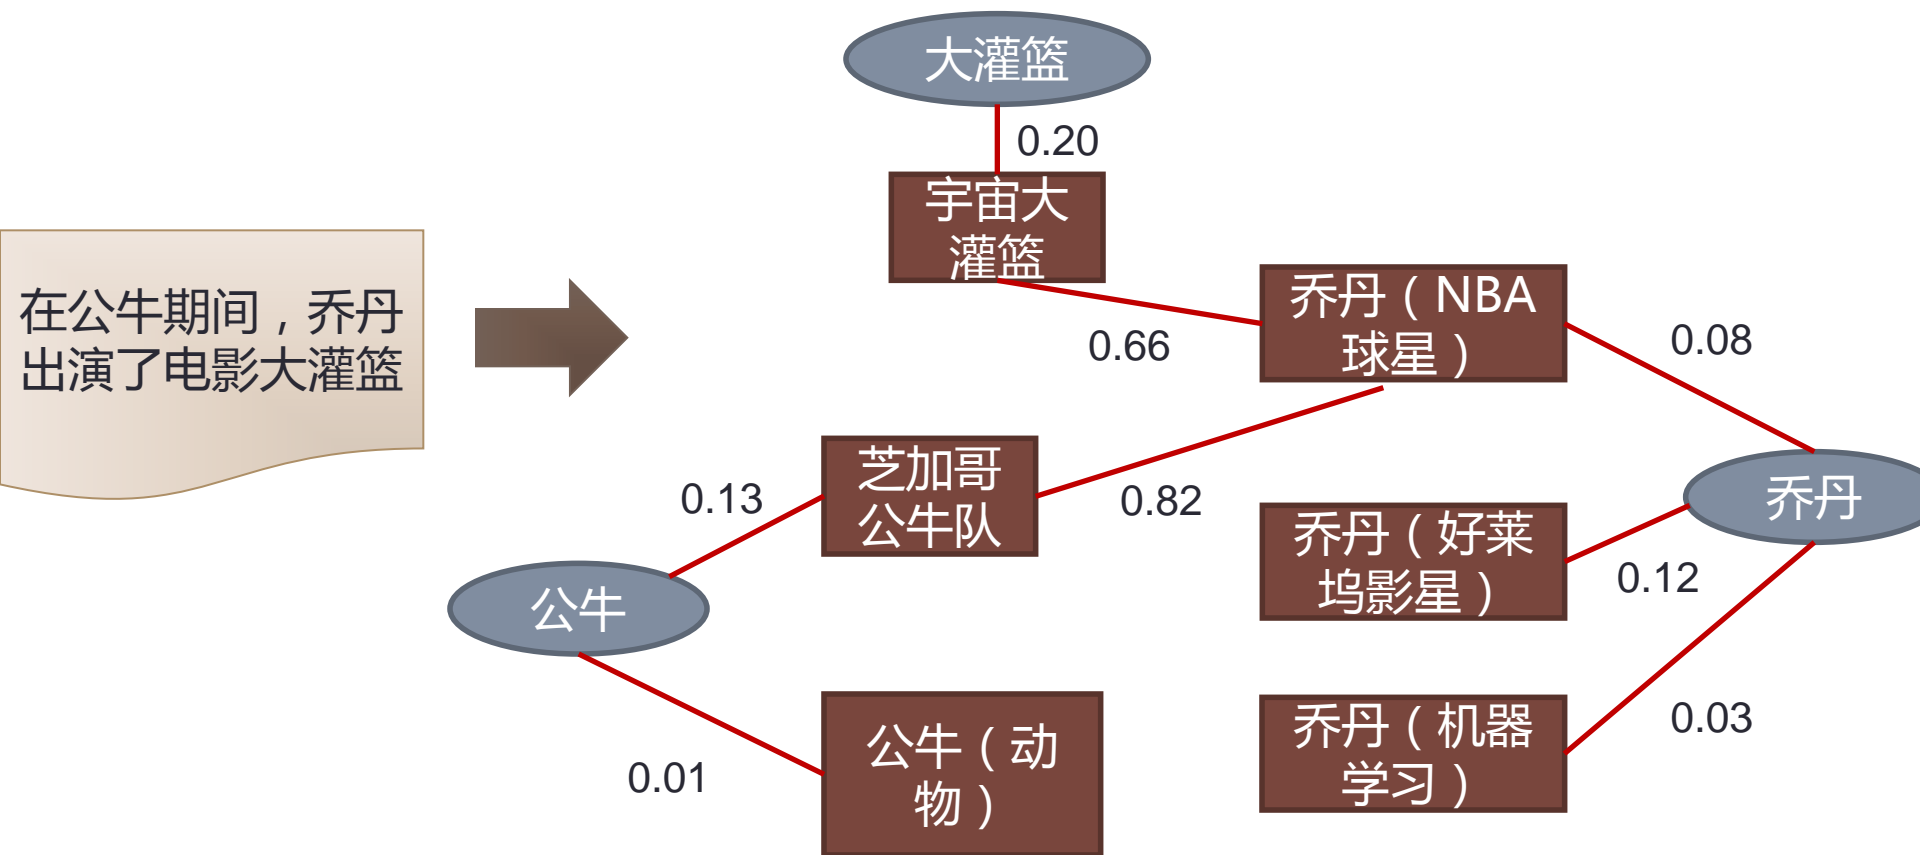 大灌篮
0.20
宇宙大
灌篮
在公牛期间，乔丹
出演了电影大灌篮
乔丹（NBA
球星）
0.66
0.08
芝加哥
公牛队
0.13
0.82
乔丹
乔丹（好莱
坞影星）
0.12
公牛
乔丹（机器
学习）
0.03
公牛（动
物）
0.01